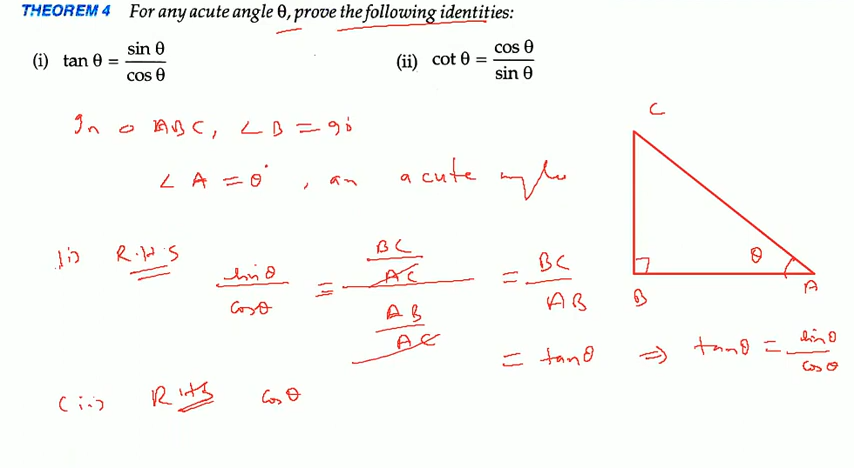 THEOREM 4 For any acute angle θ, prove the following identities:
(i) tan θ = sin θ / cos θ (ii) cot θ = cos θ / sin θ
In △ ABC, ∠B = 90°
∠A = θ°, an acute angle
C
θ
B A
(i) R.H.S
sin θ / cos θ = (BC / AC) / (AB / AC) = BC / AB
= tan θ ⇒ tan θ = sin θ / cos θ
(ii) RHS cos θ